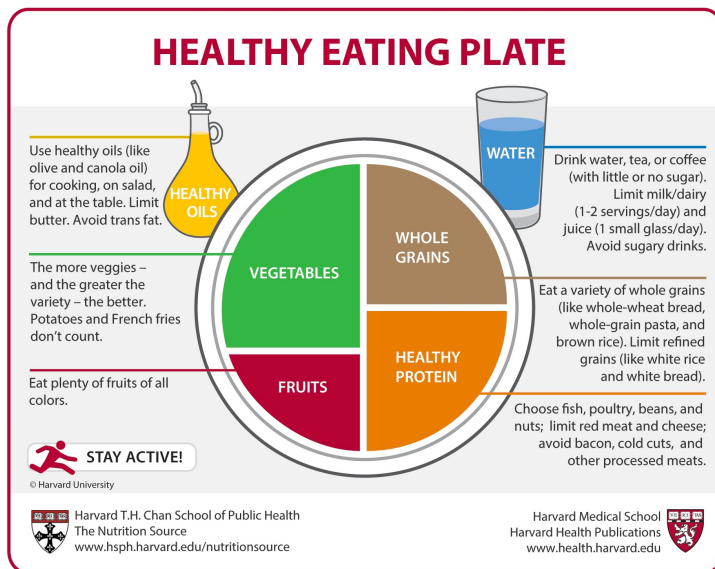 HEALTHY EATING PLATE
Use healthy oils (like
olive and canola oil)
for cooking, on salad,
and at the table. Limit
butter. Avoid trans fat.
HEALTHY
OILS
The more veggies –
and the greater the
variety – the better.
Potatoes and French fries
don’t count.
Eat plenty of fruits of all
colors.
VEGETABLES
FRUITS
WHOLE
GRAINS
HEALTHY
PROTEIN
WATER
Drink water, tea, or coffee
(with little or no sugar).
Limit milk/dairy
(1-2 servings/day) and
juice (1 small glass/day).
Avoid sugary drinks.
Eat a variety of whole grains
(like whole-wheat bread,
whole-grain pasta, and
brown rice). Limit refined
grains (like white rice
and white bread).
Choose fish, poultry, beans, and
nuts; limit red meat and cheese;
avoid bacon, cold cuts, and
other processed meats.
STAY ACTIVE!
© Harvard University
Harvard T.H. Chan School of Public Health
The Nutrition Source
www.hsph.harvard.edu/nutritionsource
Harvard Medical School
Harvard Health Publications
www.health.harvard.edu